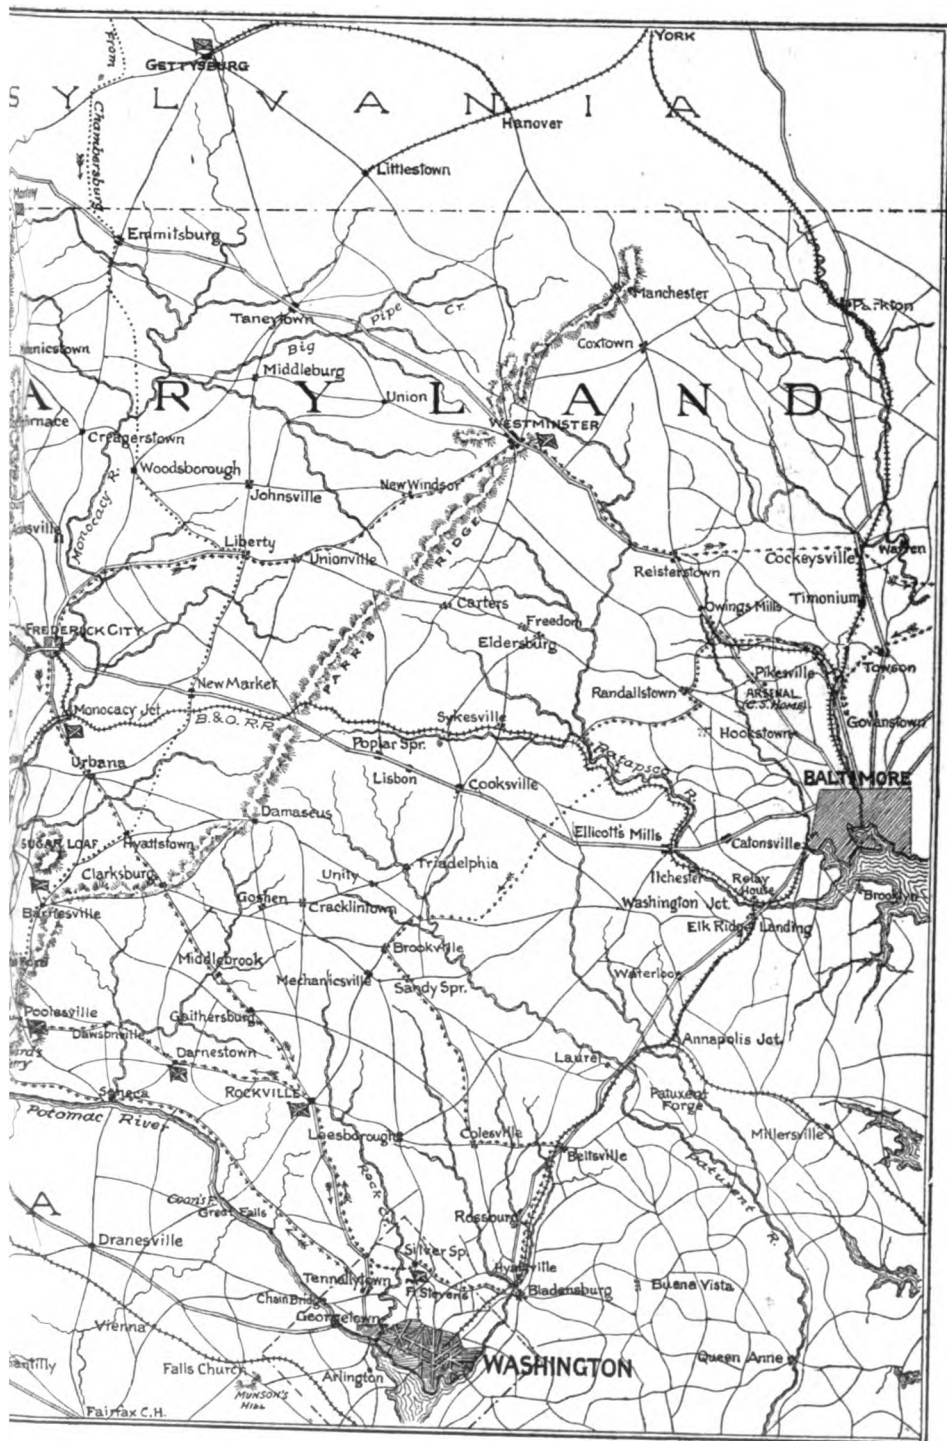 YORK
GETTYSBURG
from
Chambersburg
SYLVANIA
Hanover
Littlestown
Emmitsburg
Manchester
Parkton
Taneytown
Big Pipe Cr.
Coxtown
Middleburg
Union
ARYLAND
WESTMINSTER
Creagerstown
Woodsborough
New Windsor
Johnsville
Monocacy R.
Liberty
Unionville
PARR'S RIDGE
Reisterstown
Cockeysville
Warren
Carters
Owings Mills
Timonium
Freedom
Eldersburg
FREDERICK CITY
Pikesville
Towson
New Market
Randallstown
ARSENAL
(C.S. HOME)
Monocacy Jct.
B.&O. R.R.
Sykesville
Hookstown
Govanstown
Poplar Spr.
Patapsco R.
Urbana
Lisbon
Cooksville
BALTIMORE
Damascus
SUGAR LOAF
Hyattstown
Ellicott's Mills
Catonsville
Clarksburg
Unity
Triadelphia
Ilchester
Relay House
Brooklyn
Barnesville
Goshen
Cracklintown
Washington Jct.
Elk Ridge Landing
Brookville
Middlebrook
Mechanicsville
Sandy Spr.
Waterloo
Poolesville
Dawsonville
Gaithersburg
Annapolis Jct.
Darnestown
Laurel
Seneca
ROCKVILLE
Patuxent Forge
Potomac River
Leesborough
Colesville
Millersville
Beltsville
Rock Cr.
Patuxent R.
Great Falls
A
Rossburg
Dranesville
Silver Sp.
Hyattsville
Tennallytown
Ft Stevens
Bladensburg
Buena Vista
Chain Bridge
Georgetown
Vienna
Queen Anne
Falls Church
Arlington
WASHINGTON
MUNSON'S HILL
Fairfax C.H.